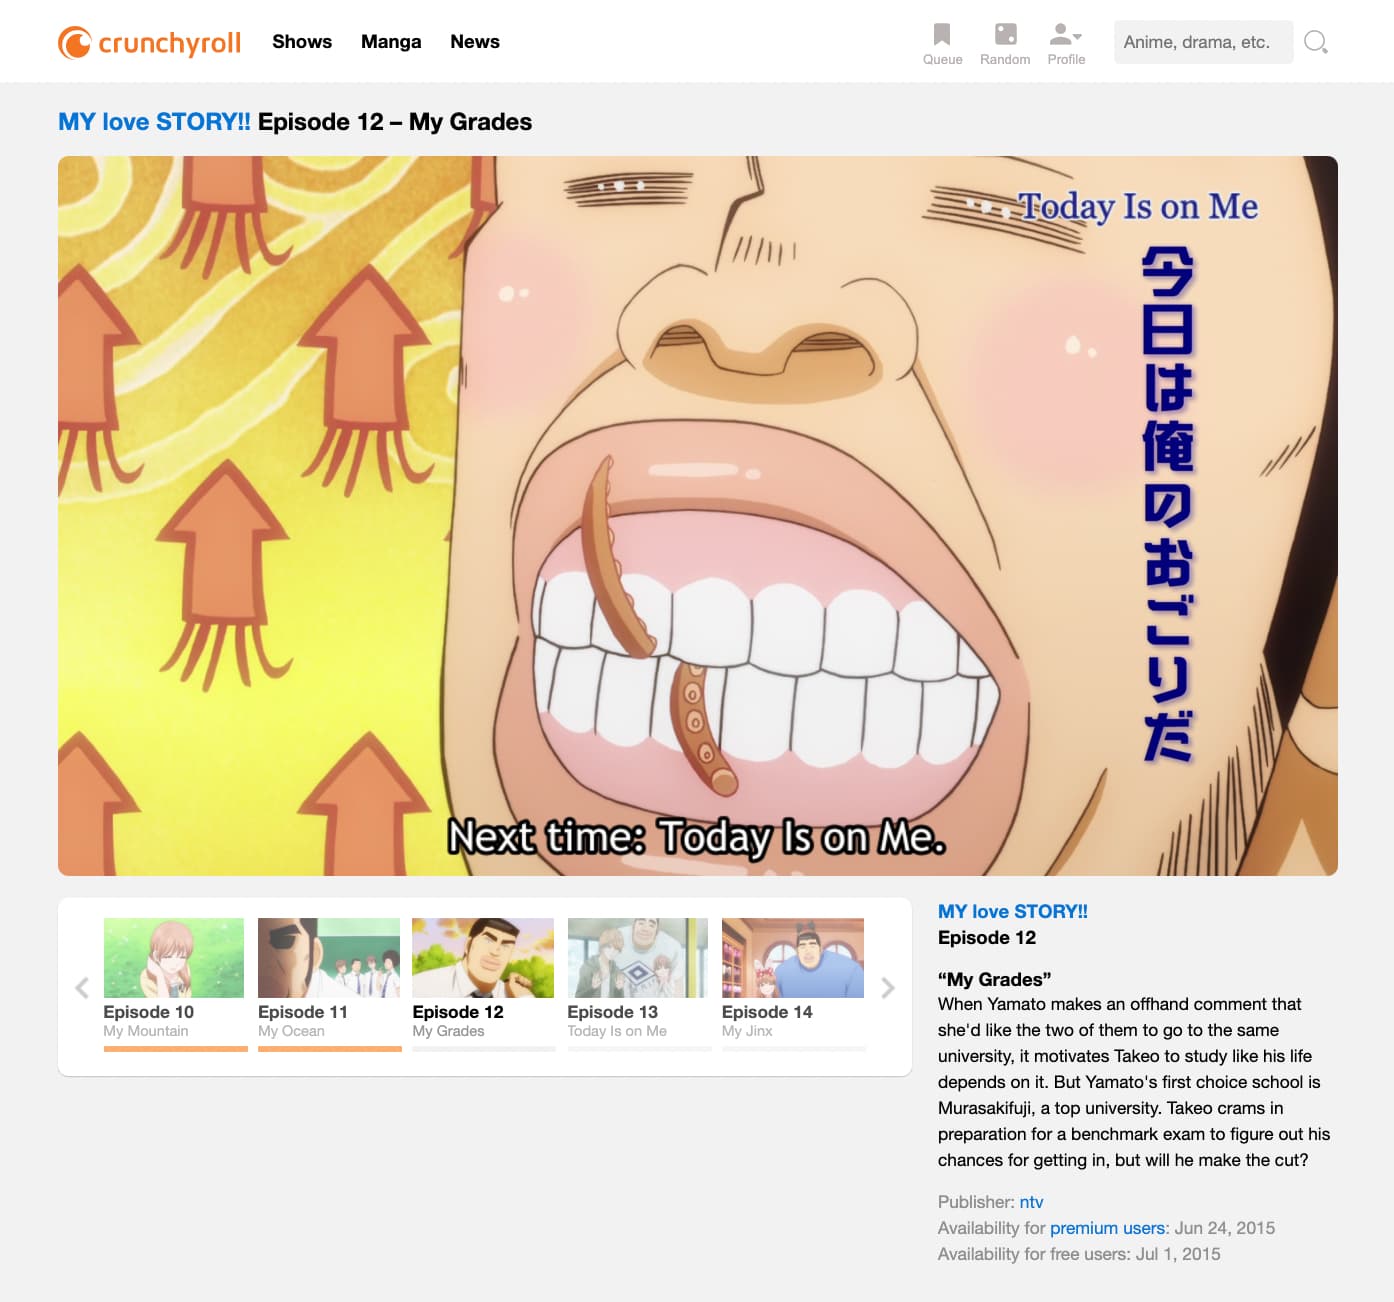 crunchyroll
Shows
Manga
News
Queue
Random
Profile
Anime, drama, etc.
MY love STORY!! Episode 12 – My Grades
Today Is on Me
今日は俺のおごりだ
Next time: Today Is on Me.
Episode 10
My Mountain
Episode 11
My Ocean
Episode 12
My Grades
Episode 13
Today Is on Me
Episode 14
My Jinx
MY love STORY!!
Episode 12
“My Grades”
When Yamato makes an offhand comment that
she'd like the two of them to go to the same
university, it motivates Takeo to study like his life
depends on it. But Yamato's first choice school is
Murasakifuji, a top university. Takeo crams in
preparation for a benchmark exam to figure out his
chances for getting in, but will he make the cut?
Publisher: ntv
Availability for premium users: Jun 24, 2015
Availability for free users: Jul 1, 2015